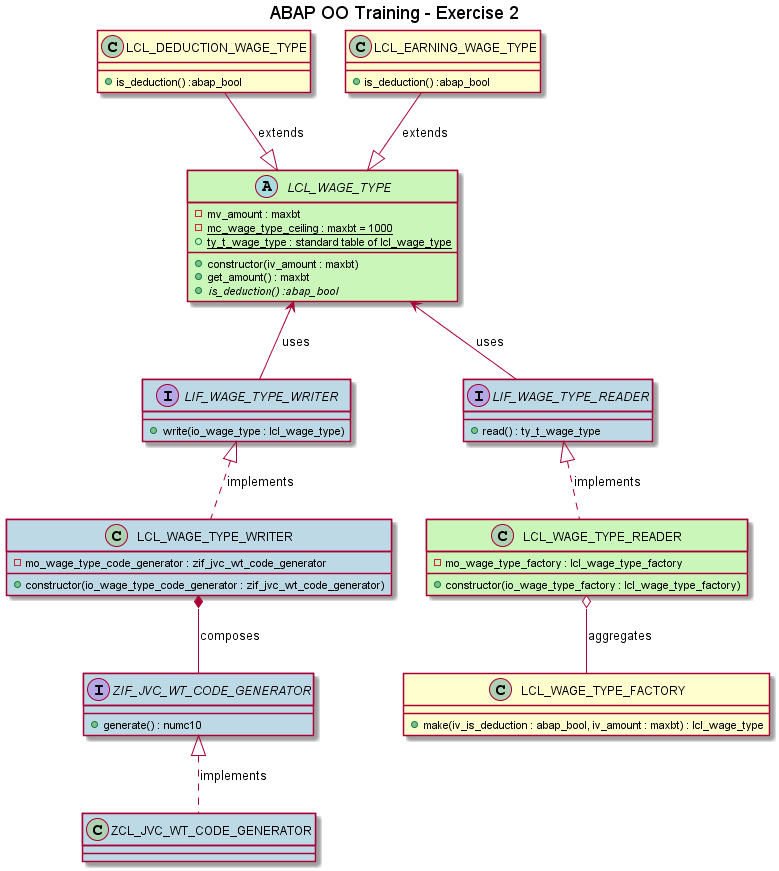 ABAP OO Training - Exercise 2
C LCL_DEDUCTION_WAGE_TYPE
is_deduction() :abap_bool
C LCL_EARNING_WAGE_TYPE
is_deduction() :abap_bool
extends
extends
A LCL_WAGE_TYPE
mv_amount : maxbt
mc_wage_type_ceiling : maxbt = 1000
ty_t_wage_type : standard table of lcl_wage_type
constructor(iv_amount : maxbt)
get_amount() : maxbt
is_deduction() :abap_bool
uses
uses
I LIF_WAGE_TYPE_WRITER
write(io_wage_type : lcl_wage_type)
I LIF_WAGE_TYPE_READER
read() : ty_t_wage_type
implements
implements
C LCL_WAGE_TYPE_WRITER
mo_wage_type_code_generator : zif_jvc_wt_code_generator
constructor(io_wage_type_code_generator : zif_jvc_wt_code_generator)
C LCL_WAGE_TYPE_READER
mo_wage_type_factory : lcl_wage_type_factory
constructor(io_wage_type_factory : lcl_wage_type_factory)
composes
aggregates
I ZIF_JVC_WT_CODE_GENERATOR
generate() : numc10
C LCL_WAGE_TYPE_FACTORY
make(iv_is_deduction : abap_bool, iv_amount : maxbt) : lcl_wage_type
implements
C ZCL_JVC_WT_CODE_GENERATOR